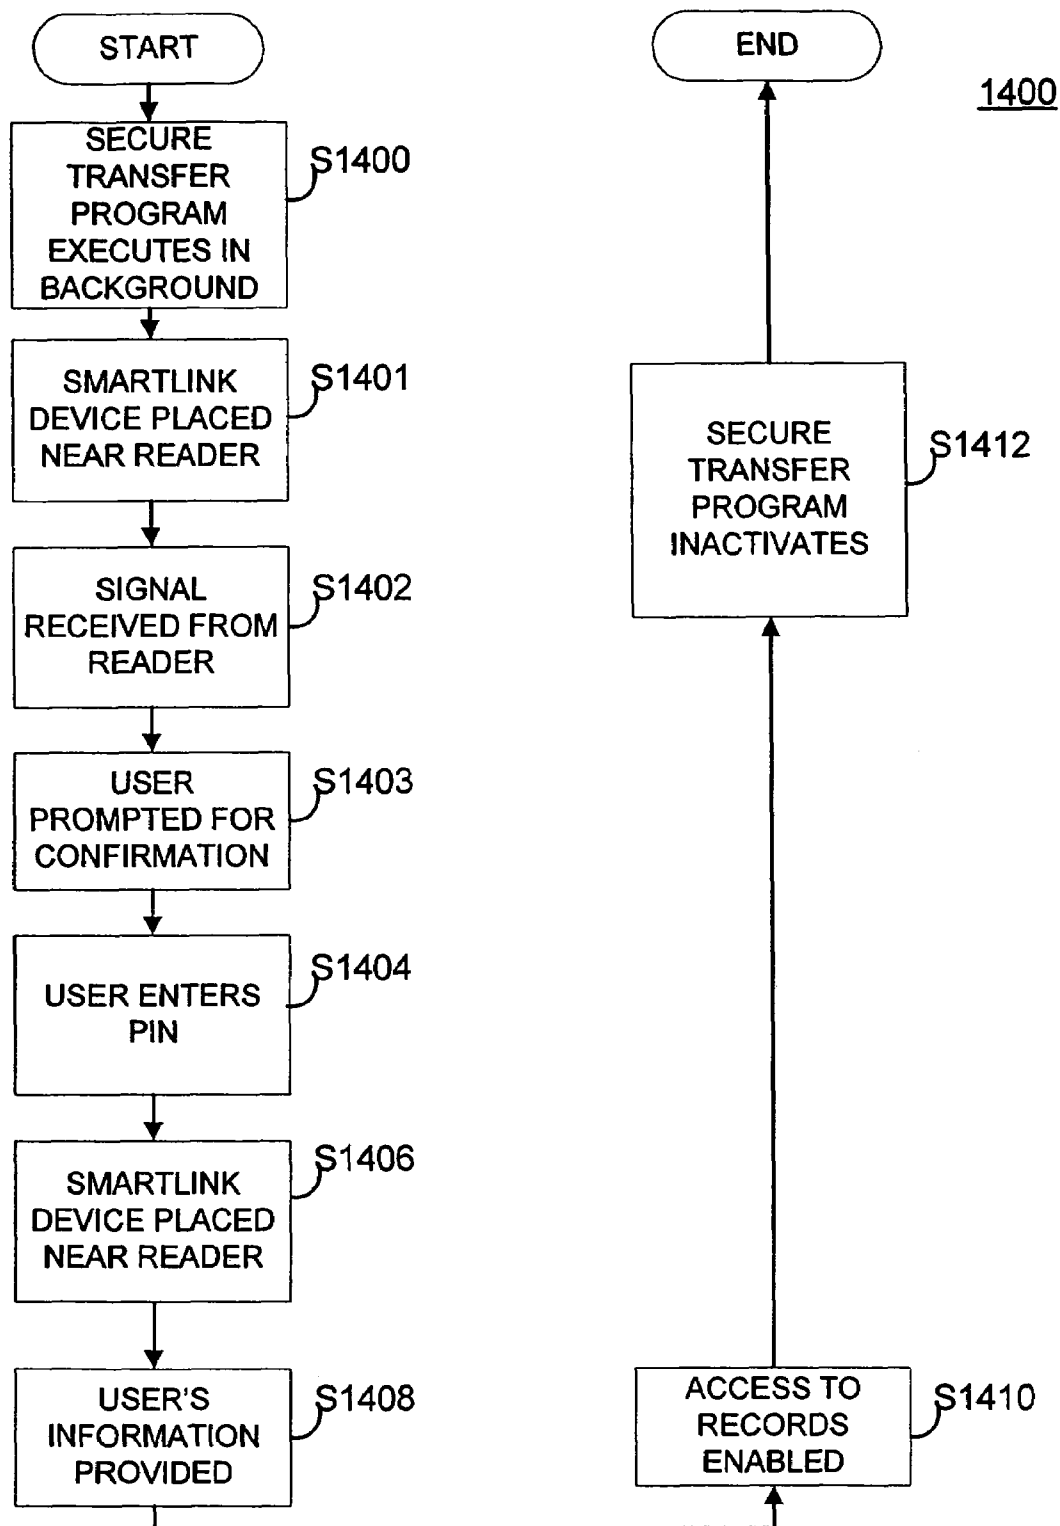 START
SECURE
TRANSFER
PROGRAM
EXECUTES IN
BACKGROUND
S1400
SMARTLINK
DEVICE PLACED
NEAR READER
S1401
SIGNAL
RECEIVED FROM
READER
S1402
USER
PROMPTED FOR
CONFIRMATION
S1403
USER ENTERS
PIN
S1404
SMARTLINK
DEVICE PLACED
NEAR READER
S1406
USER'S
INFORMATION
PROVIDED
S1408
END
1400
SECURE
TRANSFER
PROGRAM
INACTIVATES
S1412
ACCESS TO
RECORDS
ENABLED
S1410